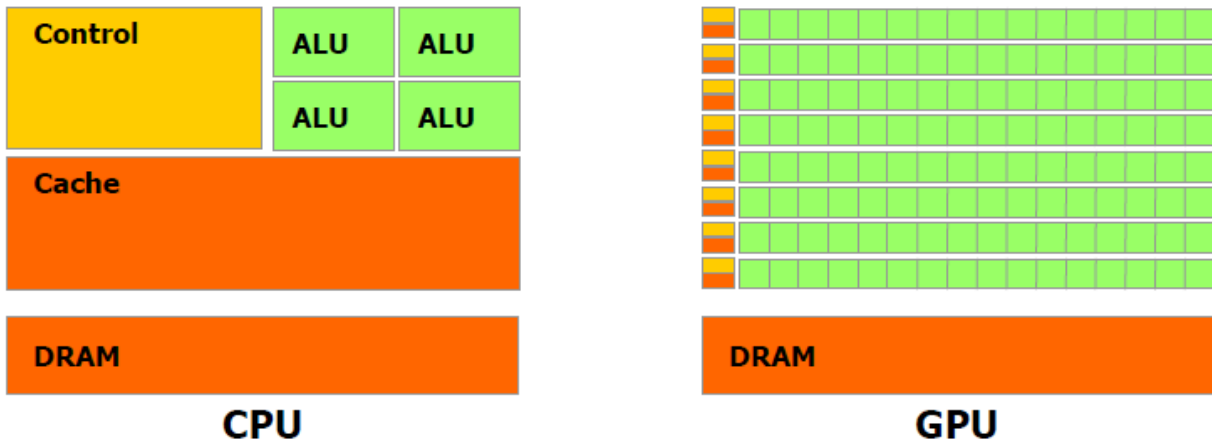 Control
ALU ALU
ALU ALU
Cache
DRAM
CPU
DRAM
GPU